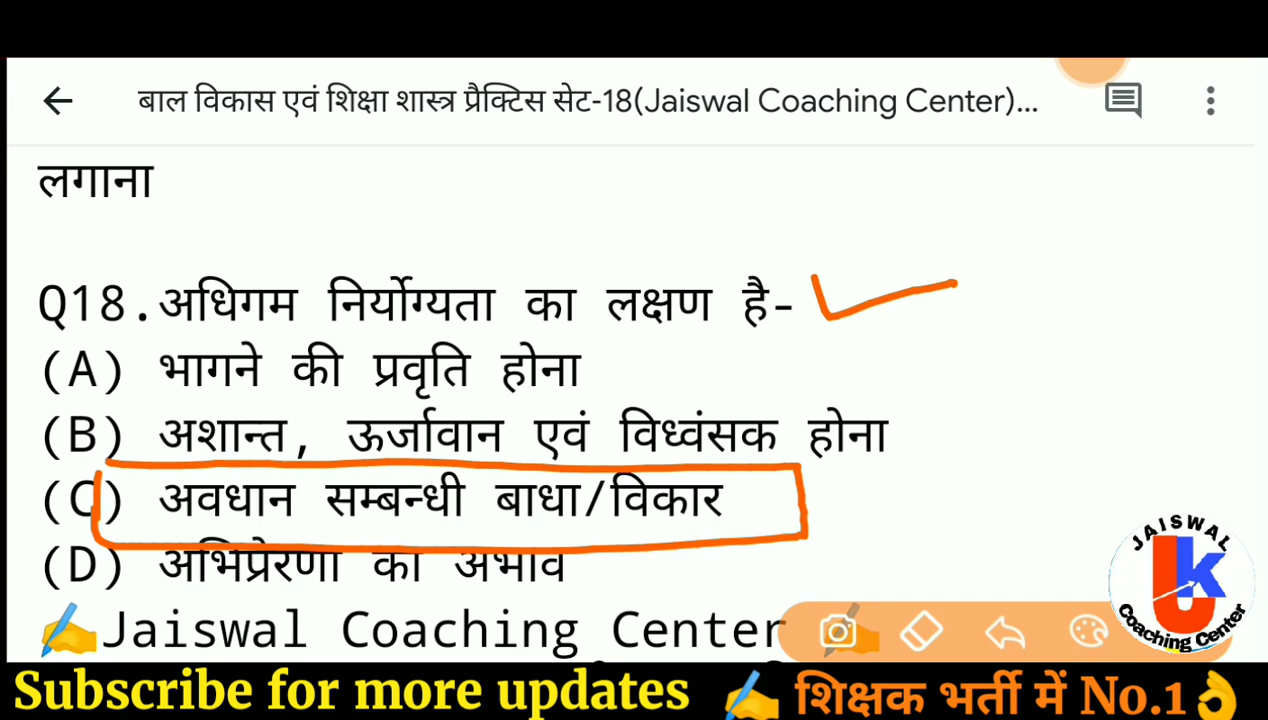 बाल विकास एवं शिक्षा शास्त्र प्रैक्टिस सेट-18(Jaiswal Coaching Center)...
लगाना
Q18.अधिगम निर्योग्यता का लक्षण है-
(A) भागने की प्रवृति होना
(B) अशान्त, ऊर्जावान एवं विध्वंसक होना
(C) अवधान सम्बन्धी बाधा/विकार
(D) अभिप्रेरणा का अभाव
✍️Jaiswal Coaching Center ✍️
JAISWAL
UK
Coaching Center
Subscribe for more updates ✍️ शिक्षक भर्ती में No.1👌